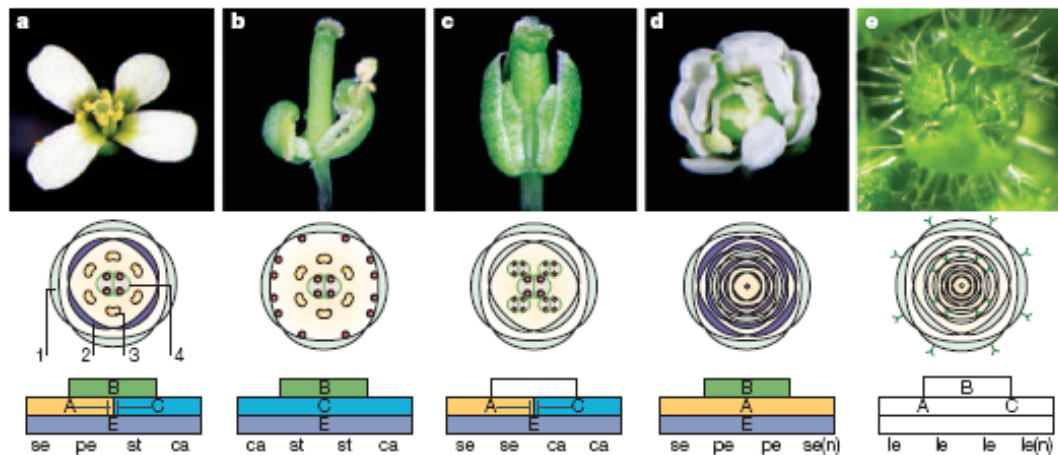 a b c d e
1 2 3 4
B B B B
A C C A C A A C
E E E E
se pe st ca ca st st ca se se ca ca se pe pe se(n) le le le le(n)